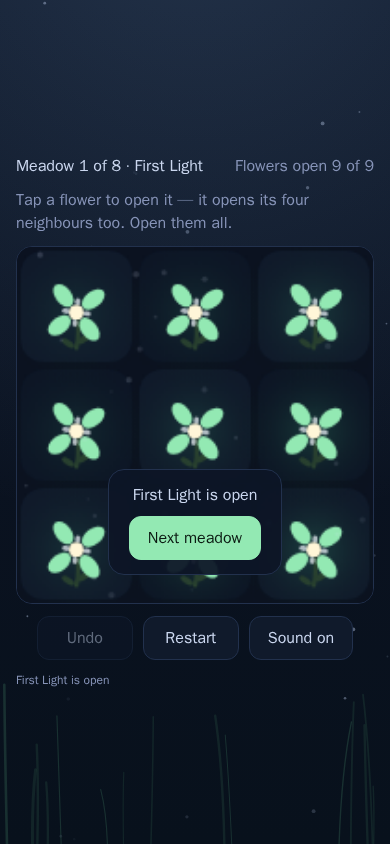 Meadow 1 of 8 · First Light
Flowers open 9 of 9
Tap a flower to open it — it opens its four
neighbours too. Open them all.
First Light is open
Next meadow
Undo
Restart
Sound on
First Light is open